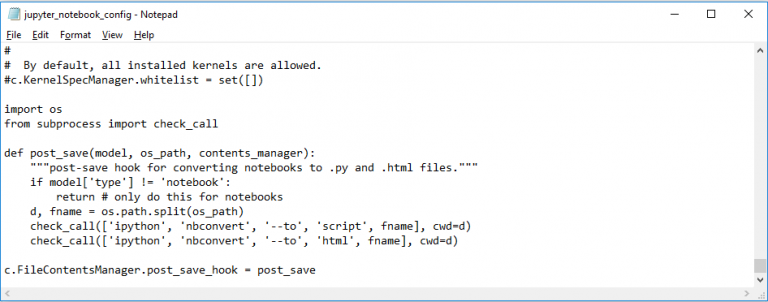 jupyter_notebook_config - Notepad
File Edit Format View Help
#
#  By default, all installed kernels are allowed.
#c.KernelSpecManager.whitelist = set([])

import os
from subprocess import check_call

def post_save(model, os_path, contents_manager):
    """post-save hook for converting notebooks to .py and .html files."""
    if model['type'] != 'notebook':
        return # only do this for notebooks
    d, fname = os.path.split(os_path)
    check_call(['ipython', 'nbconvert', '--to', 'script', fname], cwd=d)
    check_call(['ipython', 'nbconvert', '--to', 'html', fname], cwd=d)

c.FileContentsManager.post_save_hook = post_save